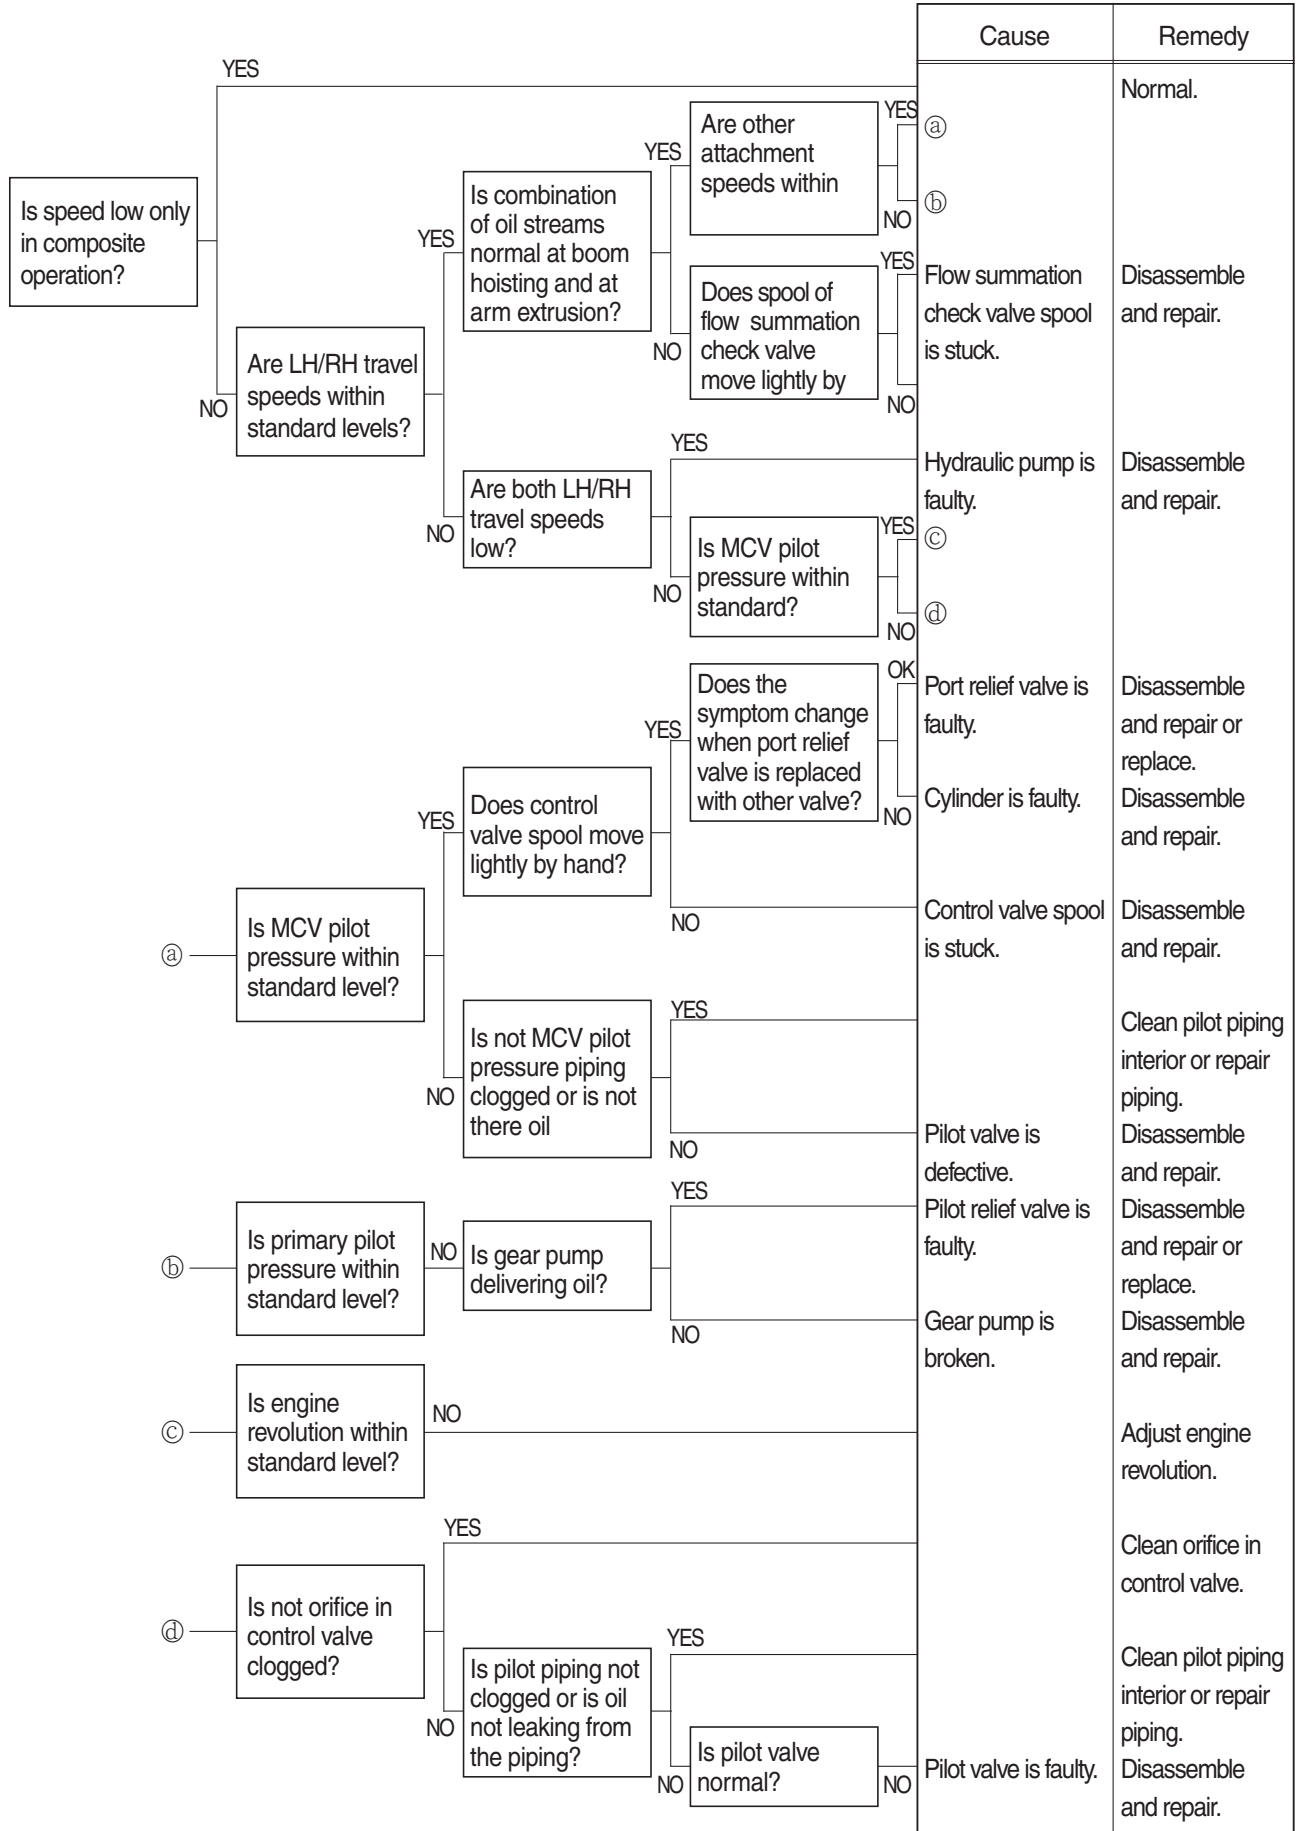 Cause
Remedy
YES
Normal.
Is speed low only
in composite
operation?
NO
Are LH/RH travel
speeds within
standard levels?
YES
Is combination
of oil streams
normal at boom
hoisting and at
arm extrusion?
YES
Are other
attachment
speeds within
YES
ⓐ
NO
ⓑ
NO
Does spool of
flow summation
check valve
move lightly by
YES
Flow summation
check valve spool
is stuck.
Disassemble
and repair.
NO
NO
Are both LH/RH
travel speeds
low?
YES
Hydraulic pump is
faulty.
Disassemble
and repair.
NO
Is MCV pilot
pressure within
standard?
YES
ⓒ
NO
ⓓ
ⓐ
Is MCV pilot
pressure within
standard level?
YES
Does control
valve spool move
lightly by hand?
YES
Does the
symptom change
when port relief
valve is replaced
with other valve?
OK
Port relief valve is
faulty.
Disassemble
and repair or
replace.
NO
Cylinder is faulty.
Disassemble
and repair.
NO
Control valve spool
is stuck.
Disassemble
and repair.
NO
Is not MCV pilot
pressure piping
clogged or is not
there oil
YES
Clean pilot piping
interior or repair
piping.
NO
Pilot valve is
defective.
Disassemble
and repair.
ⓑ
Is primary pilot
pressure within
standard level?
NO
Is gear pump
delivering oil?
YES
Pilot relief valve is
faulty.
Disassemble
and repair or
replace.
NO
Gear pump is
broken.
Disassemble
and repair.
ⓒ
Is engine
revolution within
standard level?
NO
Adjust engine
revolution.
ⓓ
Is not orifice in
control valve
clogged?
YES
Clean orifice in
control valve.
NO
Is pilot piping not
clogged or is oil
not leaking from
the piping?
YES
Clean pilot piping
interior or repair
piping.
NO
Is pilot valve
normal?
NO
Pilot valve is faulty.
Disassemble
and repair.